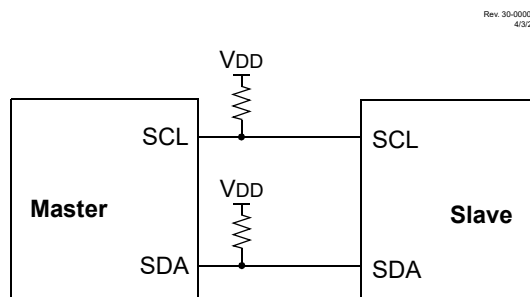 Rev. 30-0000
4/3/2
VDD
SCL
SCL
VDD
Master
Slave
SDA
SDA